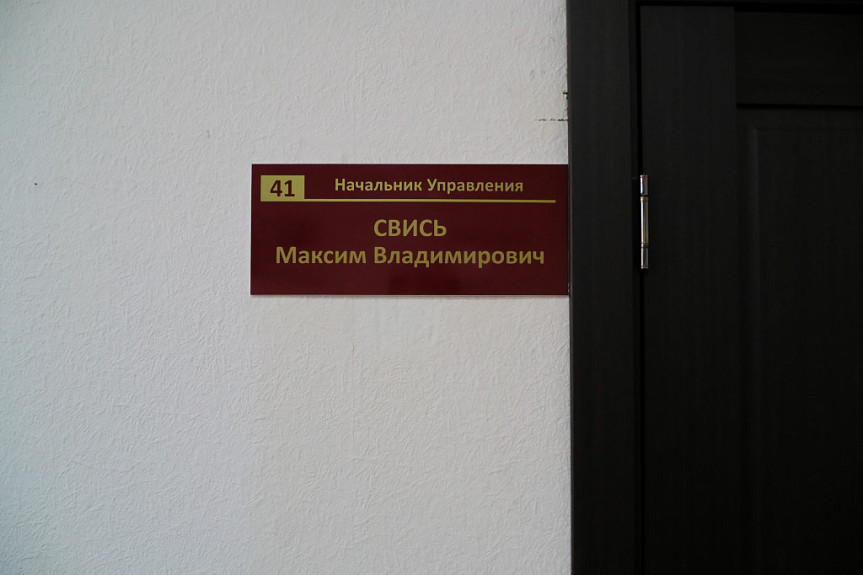 41 Начальник Управления
СВИСЬ
Максим Владимирович